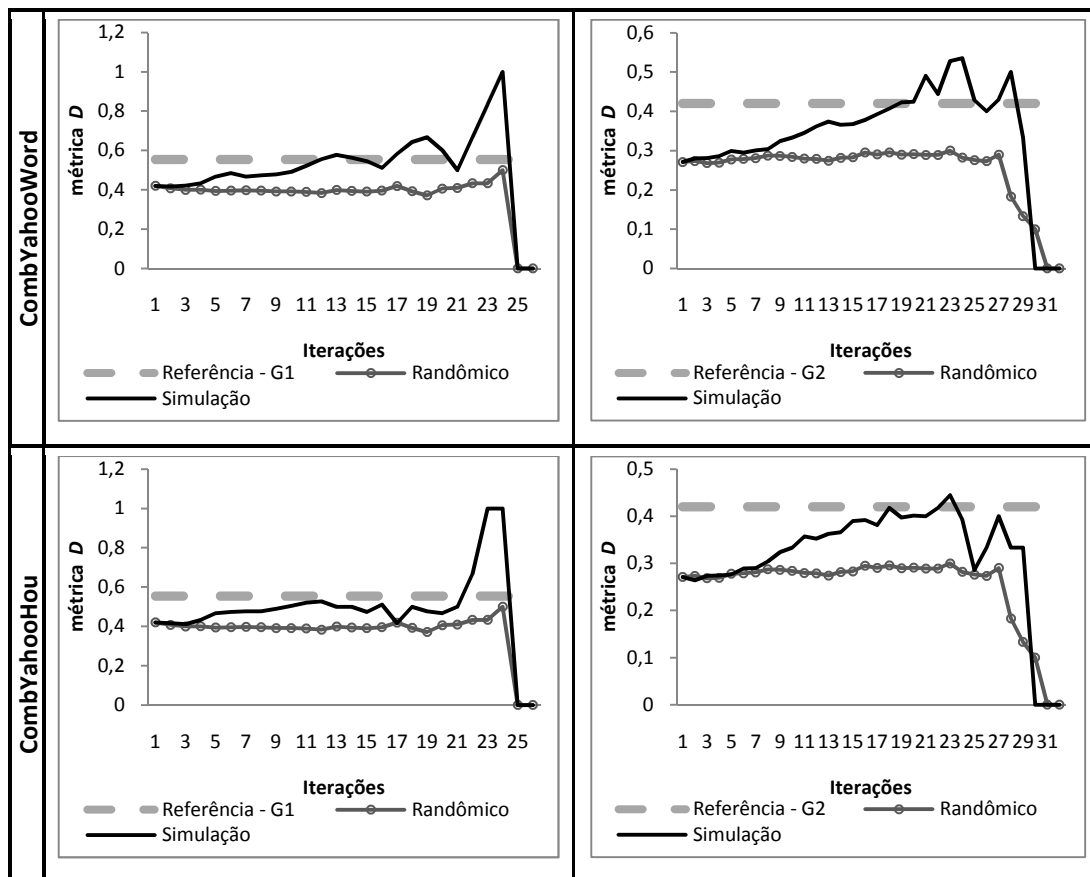 CombYahooWord
métrica D
1,2
1
0,8
0,6
0,4
0,2
0
1 3 5 7 9 11 13 15 17 19 21 23 25
Iterações
Referência - G1
Randômico
Simulação
métrica D
0,6
0,5
0,4
0,3
0,2
0,1
0
1 3 5 7 9 11 13 15 17 19 21 23 25 27 29 31
Iterações
Referência - G2
Randômico
Simulação
CombYahooHou
métrica D
1,2
1
0,8
0,6
0,4
0,2
0
1 3 5 7 9 11 13 15 17 19 21 23 25
Iterações
Referência - G1
Randômico
Simulação
métrica D
0,5
0,4
0,3
0,2
0,1
0
1 3 5 7 9 11 13 15 17 19 21 23 25 27 29 31
Iterações
Referência - G2
Randômico
Simulação